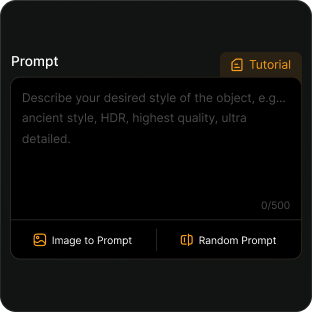 Prompt
Tutorial
Describe your desired style of the object, e.g...
ancient style, HDR, highest quality, ultra
detailed.
0/500
Image to Prompt
Random Prompt